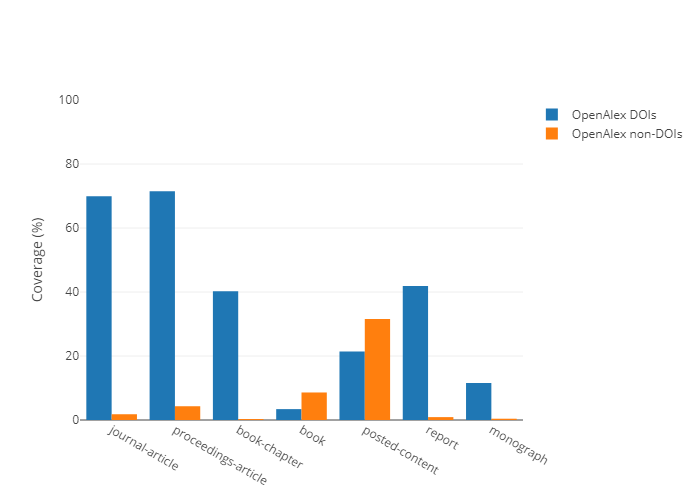 100
80
60
40
20
0
Coverage (%)
journal-article
proceedings-article
book-chapter
book
posted-content
report
monograph
OpenAlex DOIs
OpenAlex non-DOIs